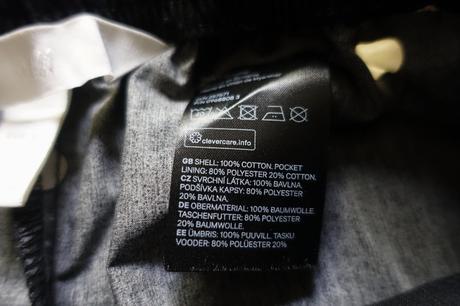 clevercare.info
GB SHELL: 100% COTTON. POCKET
LINING: 80% POLYESTER 20% COTTON.
CZ SVRCHNÍ LÁTKA: 100% BAVLNA.
PODŠÍVKA KAPSY: 80% POLYESTER
20% BAVLNA.
DE OBERMATERIAL: 100% BAUMWOLLE.
TASCHENFUTTER: 80% POLYESTER
20% BAUMWOLLE.
EE ÜMBRIS: 100% PUUVILL. TASKU
VOODER: 80% POLÜESTER 20%